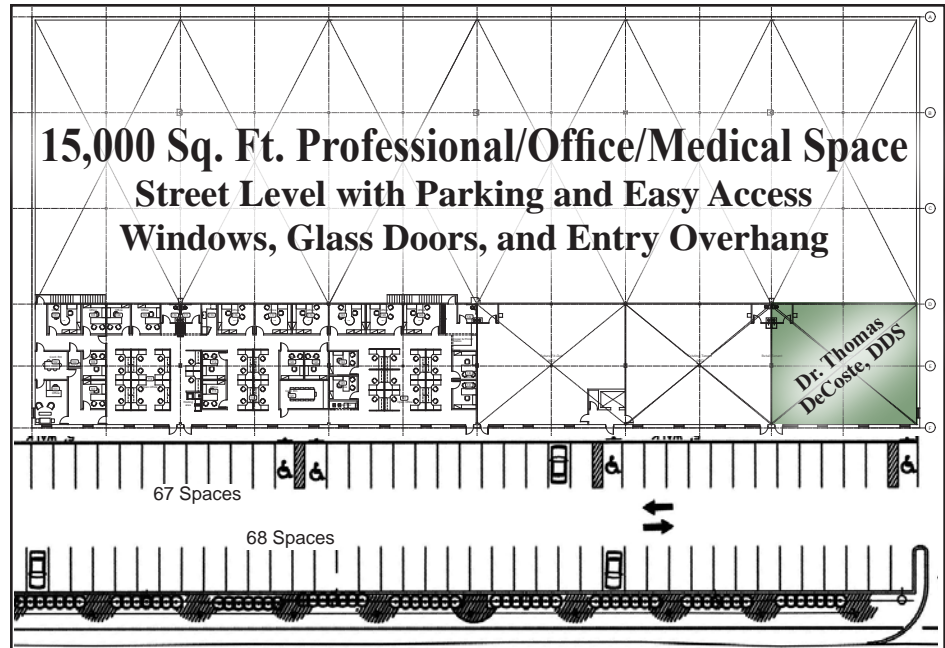 15,000 Sq. Ft. Professional/Office/Medical Space
Street Level with Parking and Easy Access
Windows, Glass Doors, and Entry Overhang
A
B
C
D
E
F
Dr. Thomas
DeCoste, DDS
67 Spaces
68 Spaces